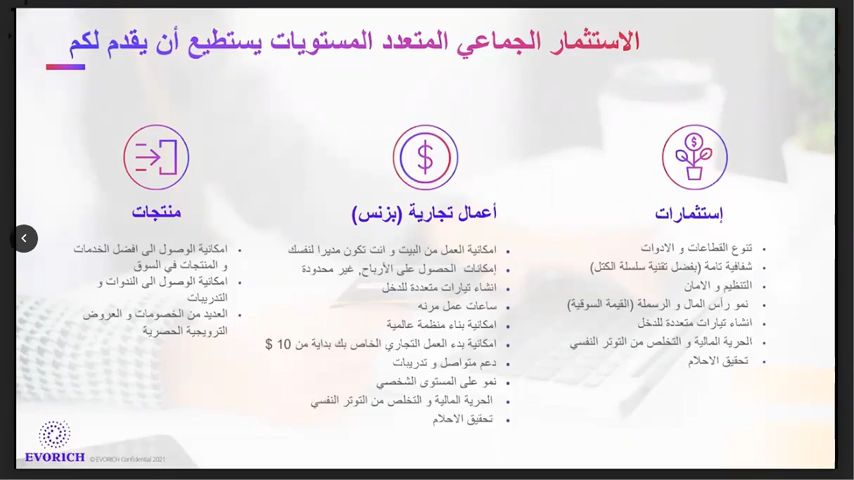 الاستثمار الجماعي المتعدد المستويات يستطيع أن يقدم لكم
إستثمارات
تنوع القطاعات و الادوات
شفافية تامة (بفضل تقنية سلسلة الكتل)
التنظيم و الامان
نمو رأس المال و الرسملة (القيمة السوقية)
انشاء تيارات متعددة للدخل
الحرية المالية و التخلص من التوتر النفسي
تحقيق الاحلام
أعمال تجارية (بزنس)
امكانية العمل من البيت و انت تكون مديرا لنفسك
إمكانات الحصول على الأرباح, غير محدودة
انشاء تيارات متعددة للدخل
ساعات عمل مرنه
امكانية بناء منظمة عالمية
امكانية بدء العمل التجاري الخاص بك بداية من 10 $
دعم متواصل و تدريبات
نمو على المستوى الشخصي
الحرية المالية و التخلص من التوتر النفسي
تحقيق الاحلام
منتجات
امكانية الوصول الى افضل الخدمات
و المنتجات في السوق
امكانية الوصول الى الندوات و
التدريبات
العديد من الخصومات و العروض
الترويجية الحصرية
EVORICH © EVORICH Confidential 2021